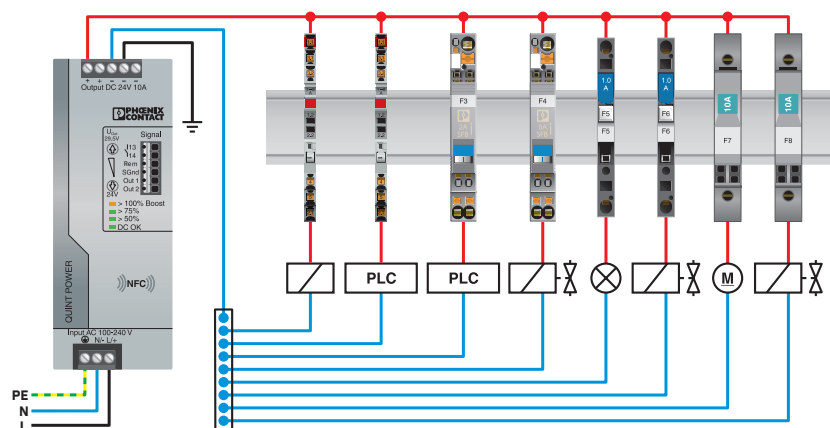 + + − − −
Output DC 24V 10A
PHŒNIX
CONTACT
UOut
29,5V
Signal
13
14
Rem
SGnd
Out 1
Out 2
24V
> 100% Boost
> 75%
> 50%
DC OK
QUINT POWER
NFC
Input AC 100-240 V
N/- L/+
PE
N
L
F3
F4
1.0
A
F5
F5
1.0
A
F6
F6
10A
F7
10A
F8
PLC
PLC
M